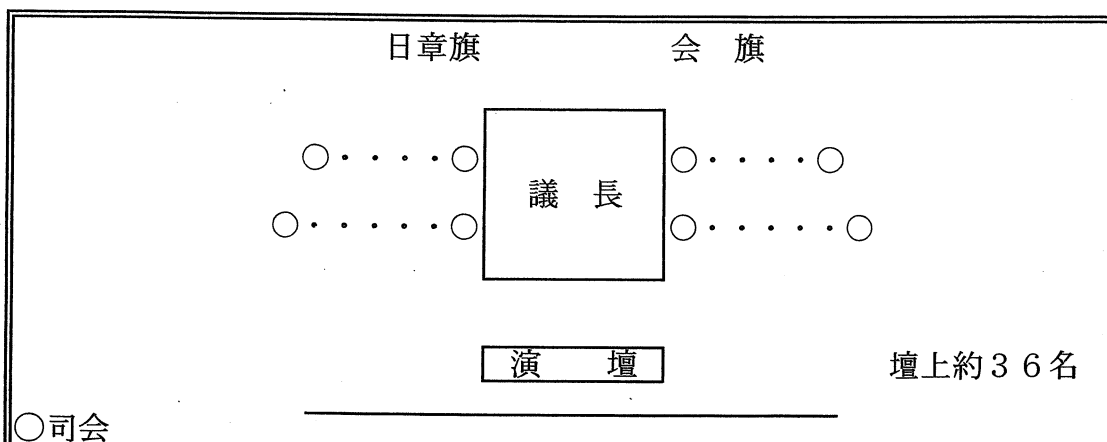 日章旗 会 旗
○・・・・○ ○・・・・○
議 長
○・・・・・○ ○・・・・・○
演 壇
壇上約３６名
○司会